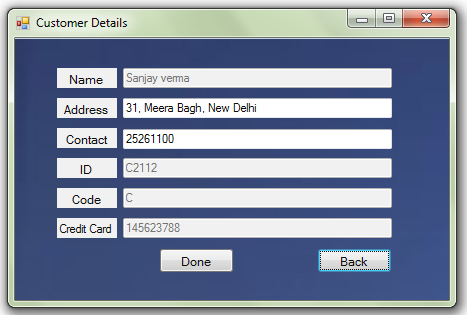 Customer Details
Name Sanjay verma
Address 31, Meera Bagh, New Delhi
Contact 25261100
ID C2112
Code C
Credit Card 145623788
Done Back